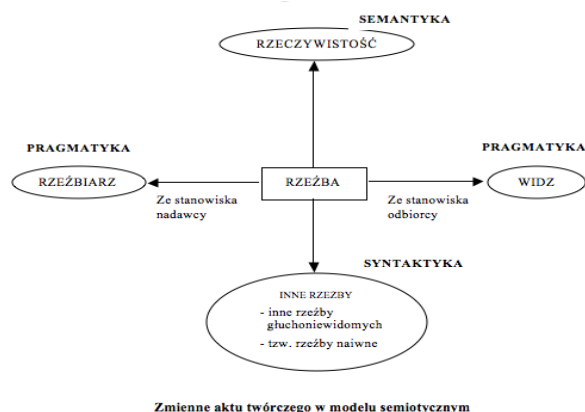 SEMANTYKA
RZECZYWISTOŚĆ
PRAGMATYKA
PRAGMATYKA
RZEŹBIARZ
RZEŹBA
WIDZ
Ze stanowiska
nadawcy
Ze stanowiska
odbiorcy
SYNTAKTYKA
INNE RZEZBY
- inne rzeźby
głuchoniewidomych
- tzw. rzeźby naiwne
Zmienne aktu twórczego w modelu semiotycznym